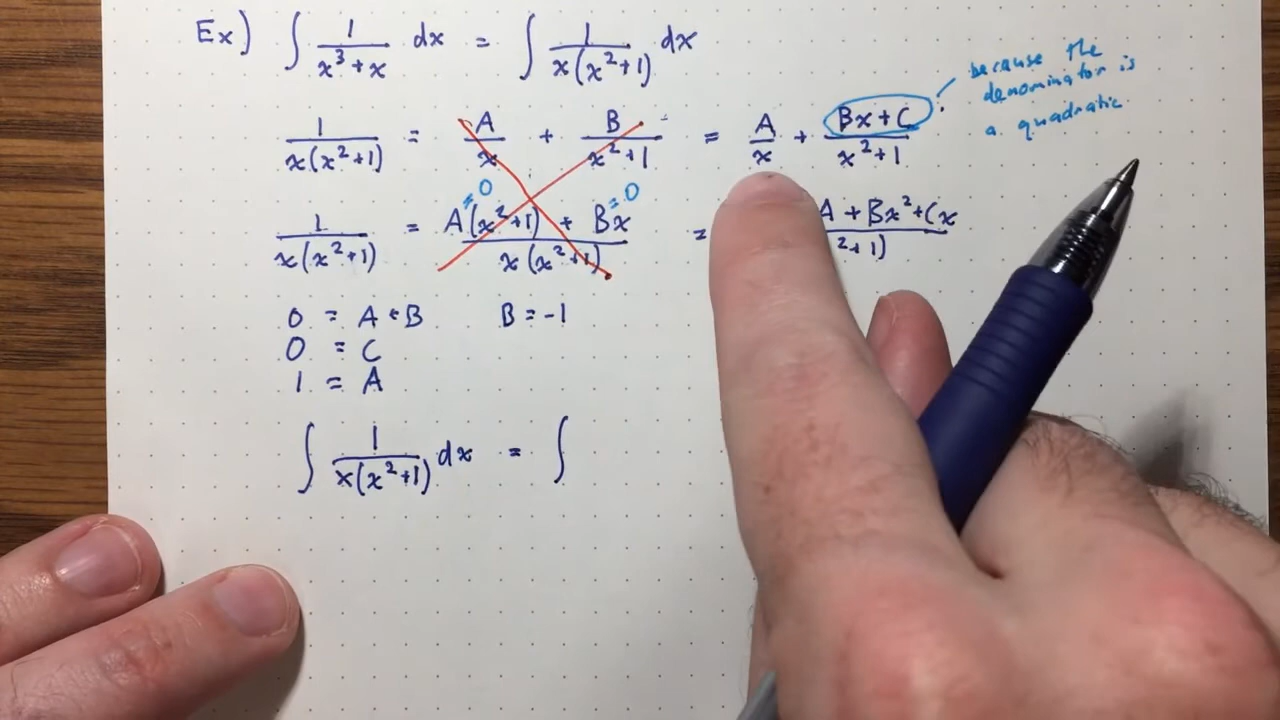 Ex) ∫ 1/(x³+x) dx = ∫ 1/(x(x²+1)) dx
because the
denominator is
a quadratic
1/(x(x²+1)) = A/x + B/(x²+1) = A/x + (Bx+C)/(x²+1)
=0 =0
1/(x(x²+1)) = (A(x²+1) + Bx)/(x(x²+1)) = A + Bx²+Cx / ²+1)
0 = A+B B=-1
0 = C
1 = A
∫ 1/(x(x²+1)) dx = ∫